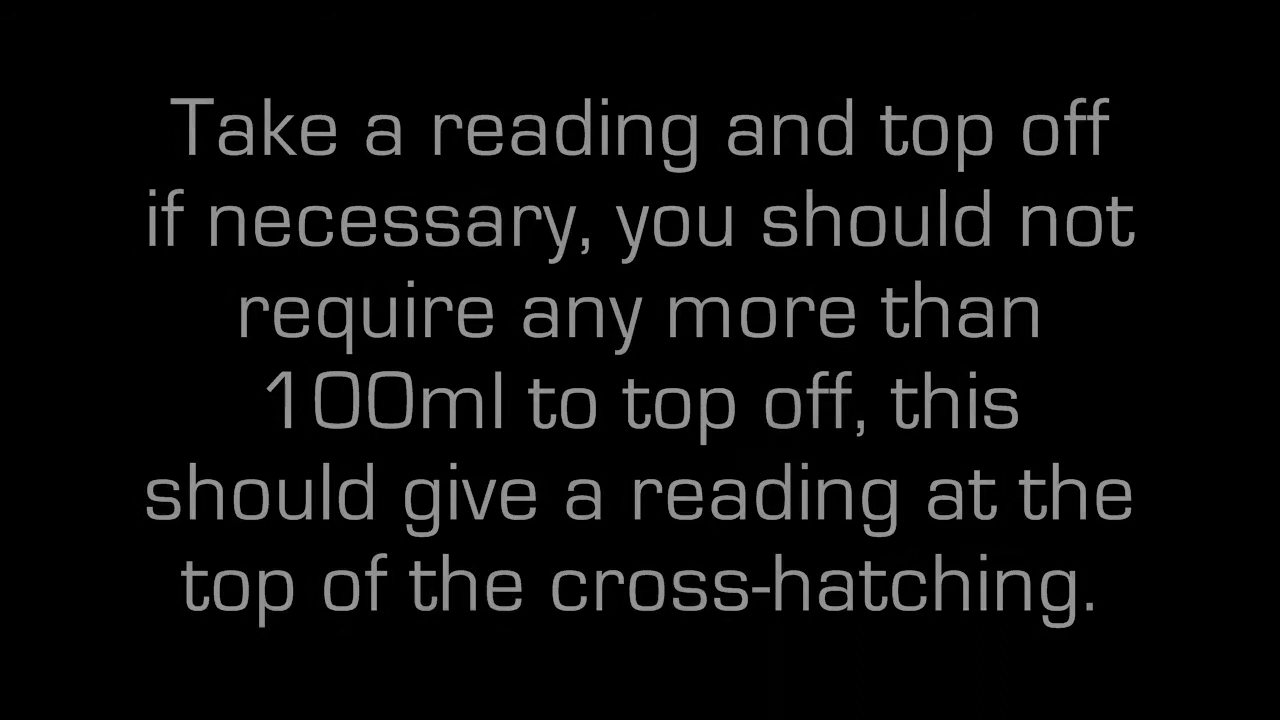 Take a reading and top off
if necessary, you should not
require any more than
100ml to top off, this
should give a reading at the
top of the cross-hatching.